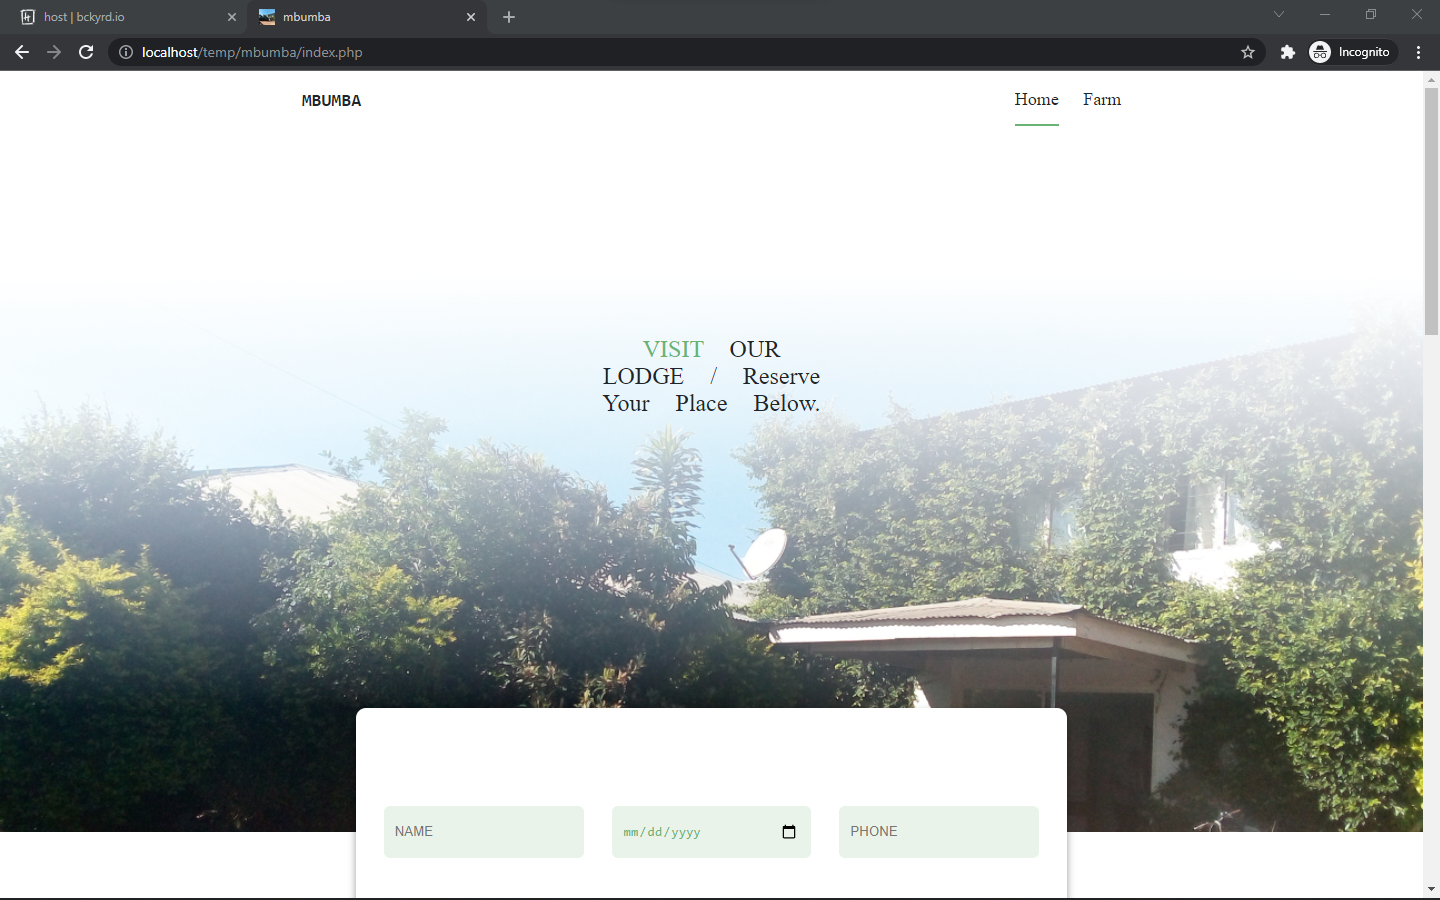 host | bckyrd.io
mbumba
localhost/temp/mbumba/index.php
Incognito
MBUMBA
Home
Farm
VISIT OUR
LODGE / Reserve
Your Place Below.
NAME
mm/dd/yyyy
PHONE